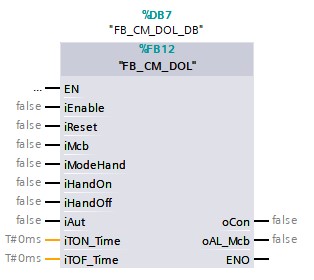 %DB7
"FB_CM_DOL_DB"
%FB12
"FB_CM_DOL"
... EN
false iEnable
false iReset
false iMcb
false iModeHand
false iHandOn
false iHandOff
false iAut oCon false
T#0ms iTON_Time oAL_Mcb false
T#0ms iTOF_Time ENO